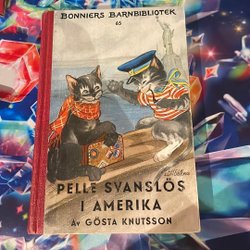 BONNIERS BARNBIBLIOTEK
65
PELLE SVANSLÖS
I AMERIKA
Av GÖSTA KNUTSSON